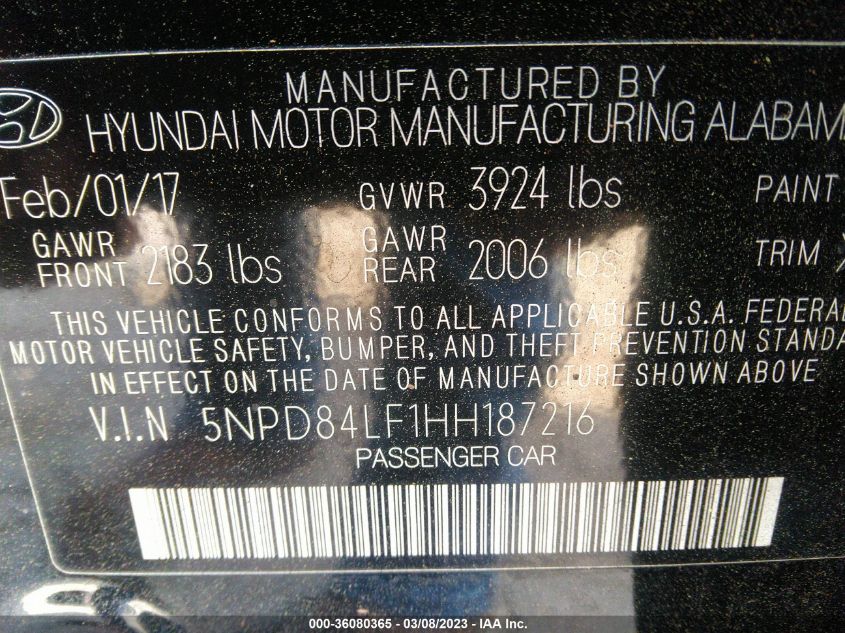 MANUFACTURED BY
HYUNDAI MOTOR MANUFACTURING ALABAMA
Feb/01/17 GVWR 3924 lbs PAINT
GAWR FRONT 2183 lbs GAWR REAR 2006 lbs TRIM
THIS VEHICLE CONFORMS TO ALL APPLICABLE U.S.A. FEDERAL
MOTOR VEHICLE SAFETY, BUMPER, AND THEFT PREVENTION STANDA
IN EFFECT ON THE DATE OF MANUFACTURE SHOWN ABOVE
V.I.N 5NPD84LF1HH187216
PASSENGER CAR
000-36080365 - 03/08/2023 - IAA Inc.